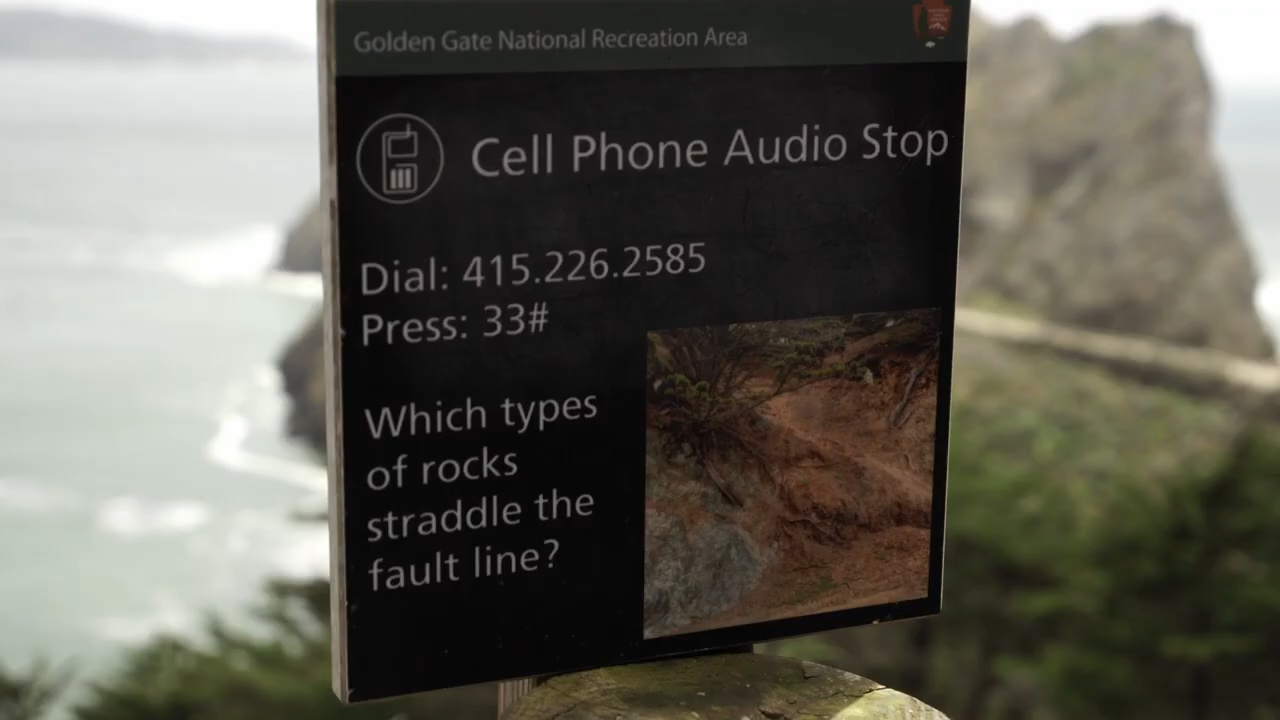 Golden Gate National Recreation Area
Cell Phone Audio Stop
Dial: 415.226.2585
Press: 33#
Which types
of rocks
straddle the
fault line?